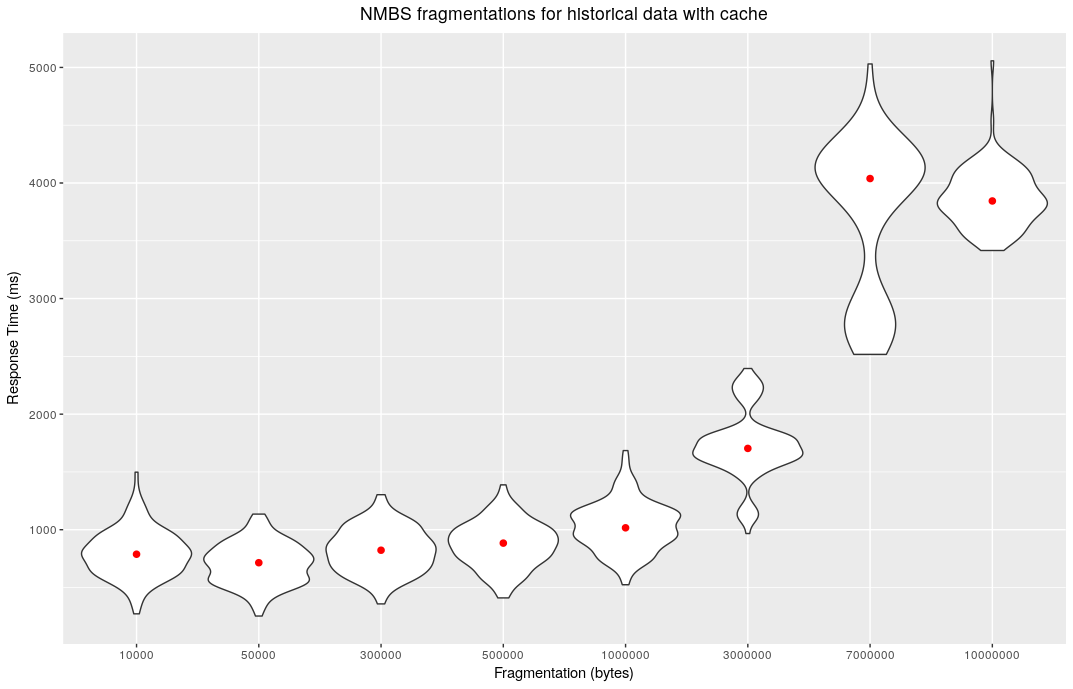 NMBS fragmentations for historical data with cache
Response Time (ms)
5000
4000
3000
2000
1000
10000 50000 300000 500000 1000000 3000000 7000000 10000000
Fragmentation (bytes)